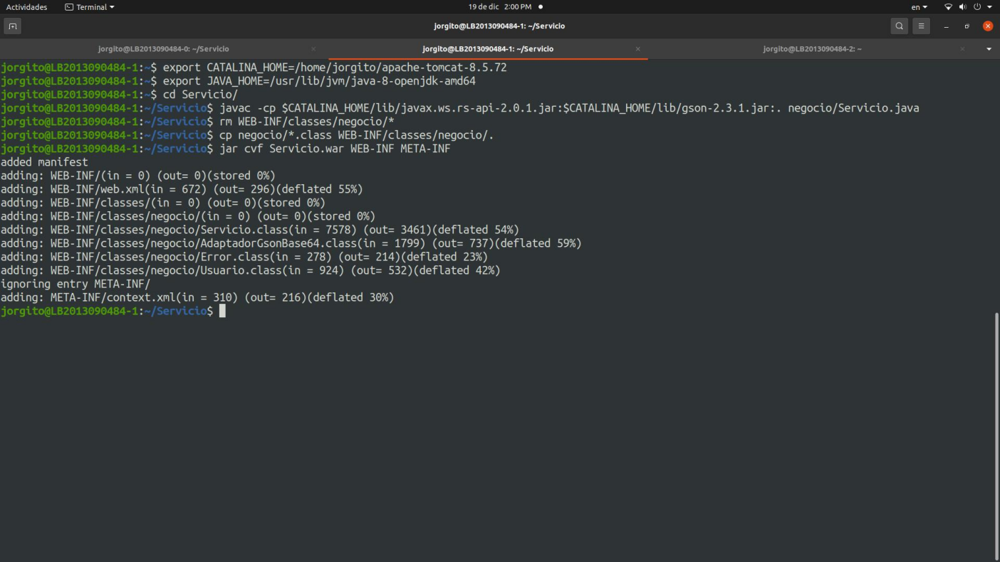 Actividades Terminal 19 de dic 2:00 PM en
jorgito@LB2013090484-1: ~/Servicio
jorgito@LB2013090484-0: ~/Servicio × jorgito@LB2013090484-1: ~/Servicio × jorgito@LB2013090484-2: ~ ×
jorgito@LB2013090484-1:~$ export CATALINA_HOME=/home/jorgito/apache-tomcat-8.5.72
jorgito@LB2013090484-1:~$ export JAVA_HOME=/usr/lib/jvm/java-8-openjdk-amd64
jorgito@LB2013090484-1:~$ cd Servicio/
jorgito@LB2013090484-1:~/Servicio$ javac -cp $CATALINA_HOME/lib/javax.ws.rs-api-2.0.1.jar:$CATALINA_HOME/lib/gson-2.3.1.jar:. negocio/Servicio.java
jorgito@LB2013090484-1:~/Servicio$ rm WEB-INF/classes/negocio/*
jorgito@LB2013090484-1:~/Servicio$ cp negocio/*.class WEB-INF/classes/negocio/.
jorgito@LB2013090484-1:~/Servicio$ jar cvf Servicio.war WEB-INF META-INF
added manifest
adding: WEB-INF/(in = 0) (out= 0)(stored 0%)
adding: WEB-INF/web.xml(in = 672) (out= 296)(deflated 55%)
adding: WEB-INF/classes/(in = 0) (out= 0)(stored 0%)
adding: WEB-INF/classes/negocio/(in = 0) (out= 0)(stored 0%)
adding: WEB-INF/classes/negocio/Servicio.class(in = 7578) (out= 3461)(deflated 54%)
adding: WEB-INF/classes/negocio/AdaptadorGsonBase64.class(in = 1799) (out= 737)(deflated 59%)
adding: WEB-INF/classes/negocio/Error.class(in = 278) (out= 214)(deflated 23%)
adding: WEB-INF/classes/negocio/Usuario.class(in = 924) (out= 532)(deflated 42%)
ignoring entry META-INF/
adding: META-INF/context.xml(in = 310) (out= 216)(deflated 30%)
jorgito@LB2013090484-1:~/Servicio$